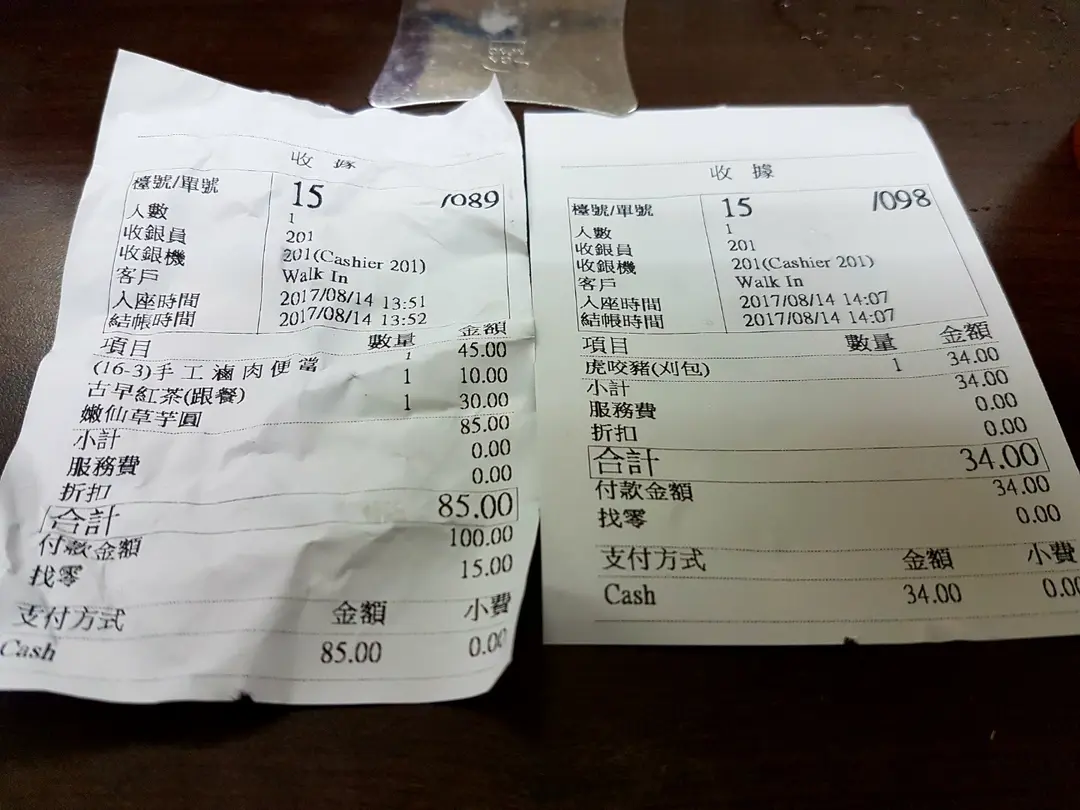 收據
檯號/單號 15 /089
人數 1
收銀員 201
收銀機 201(Cashier 201)
客戶 Walk In
入座時間 2017/08/14 13:51
結帳時間 2017/08/14 13:52
項目 數量 金額
(16-3)手工滷肉便當 1 45.00
古早紅茶(跟餐) 1 10.00
嫩仙草芋圓 1 30.00
小計 85.00
服務費 0.00
折扣 0.00
合計 85.00
付款金額 100.00
找零 15.00
支付方式 金額 小費
Cash 85.00 0.00
收據
檯號/單號 15 /098
人數 1
收銀員 201
收銀機 201(Cashier 201)
客戶 Walk In
入座時間 2017/08/14 14:07
結帳時間 2017/08/14 14:07
項目 數量 金額
虎咬豬(刈包) 1 34.00
小計 34.00
服務費 0.00
折扣 0.00
合計 34.00
付款金額 34.00
找零 0.00
支付方式 金額 小費
Cash 34.00 0.00